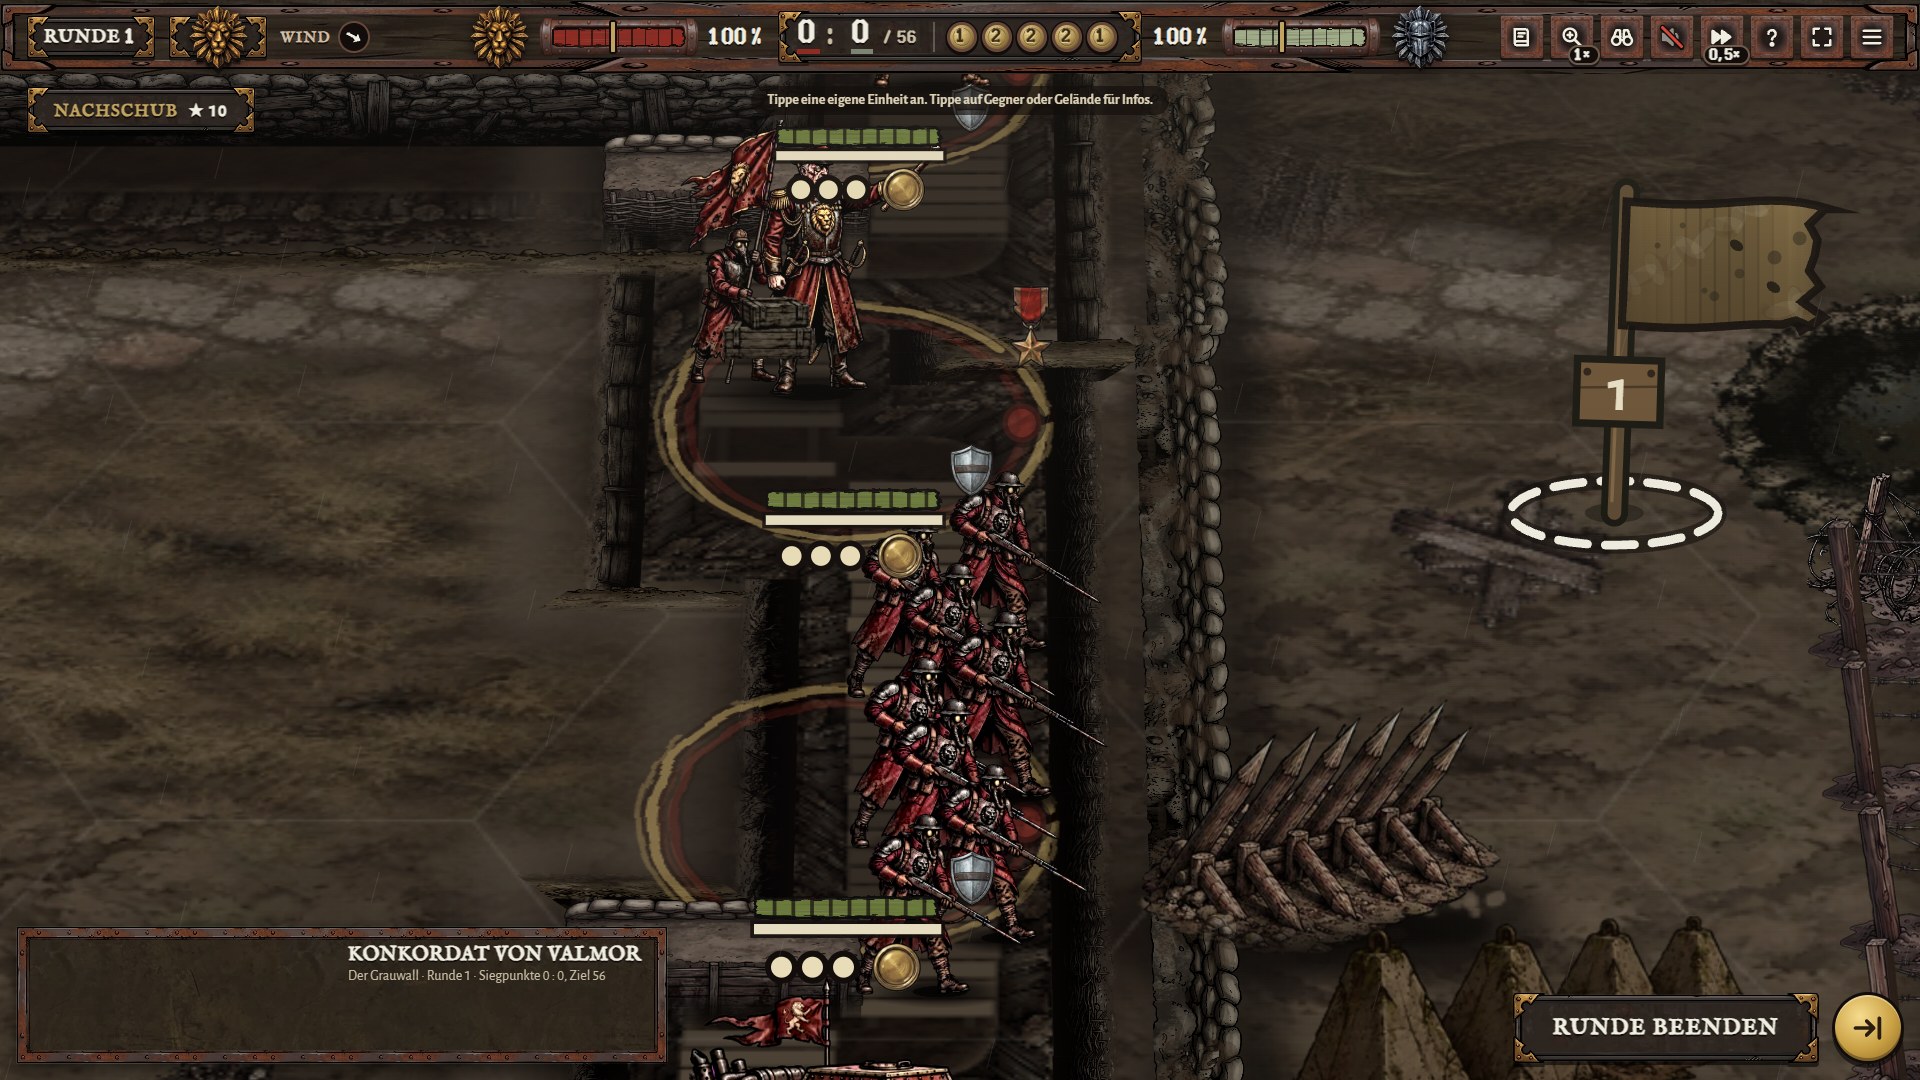 RUNDE 1
WIND
100 %
0 : 0 / 56
1 2 2 2 1
100 %
1×
0,5×
?
NACHSCHUB ★ 10
Tippe eine eigene Einheit an. Tippe auf Gegner oder Gelände für Infos.
1
KONKORDAT VON VALMOR
Der Grauwall · Runde 1 · Siegpunkte 0 : 0, Ziel 56
RUNDE BEENDEN